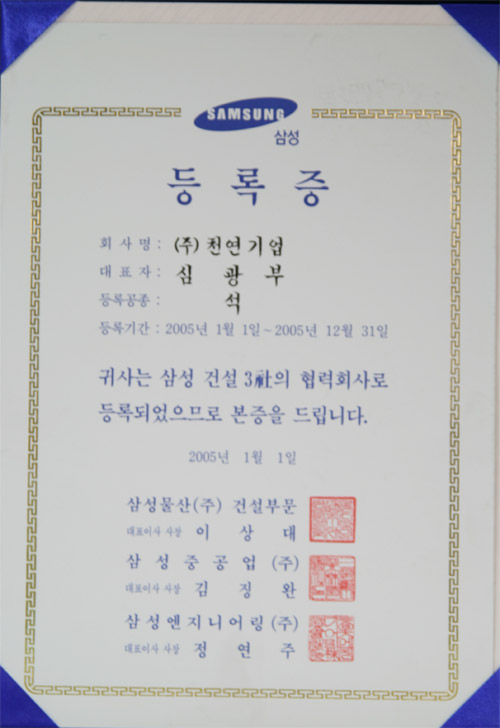 SAMSUNG
삼성
등 록 증
회 사 명 : (주) 천연기업
대 표 자 : 심 광 부
등록공종 : 석
등록기간 : 2005년 1월 1일~2005년 12월 31일
귀사는 삼성 건설 3社의 협력회사로
등록되었으므로 본증을 드립니다.
2005년 1월 1일
삼성물산(주) 건설부문
대표이사 사장 이 상 대
삼 성 중 공 업 (주)
대표이사 사장 김 징 완
삼성엔지니어링(주)
대표이사 사장 정 연 주